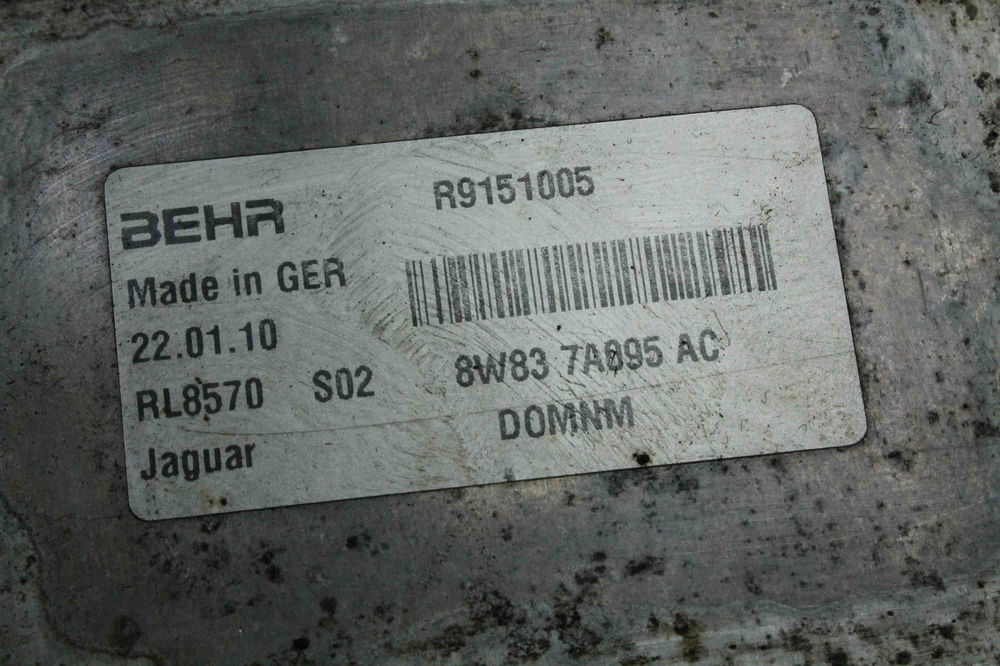 BEHR
R9151005
Made in GER
22.01.10
RL8570 S02
8W83 7A095 AC
Jaguar
DOMNM